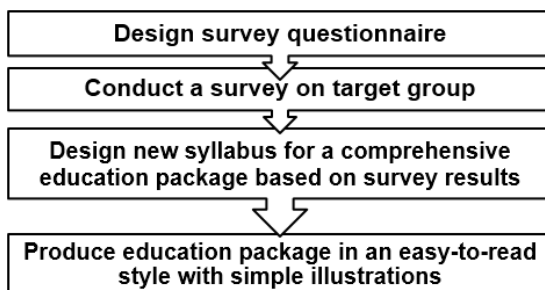 Design survey questionnaire
Conduct a survey on target group
Design new syllabus for a comprehensive
education package based on survey results
Produce education package in an easy-to-read
style with simple illustrations